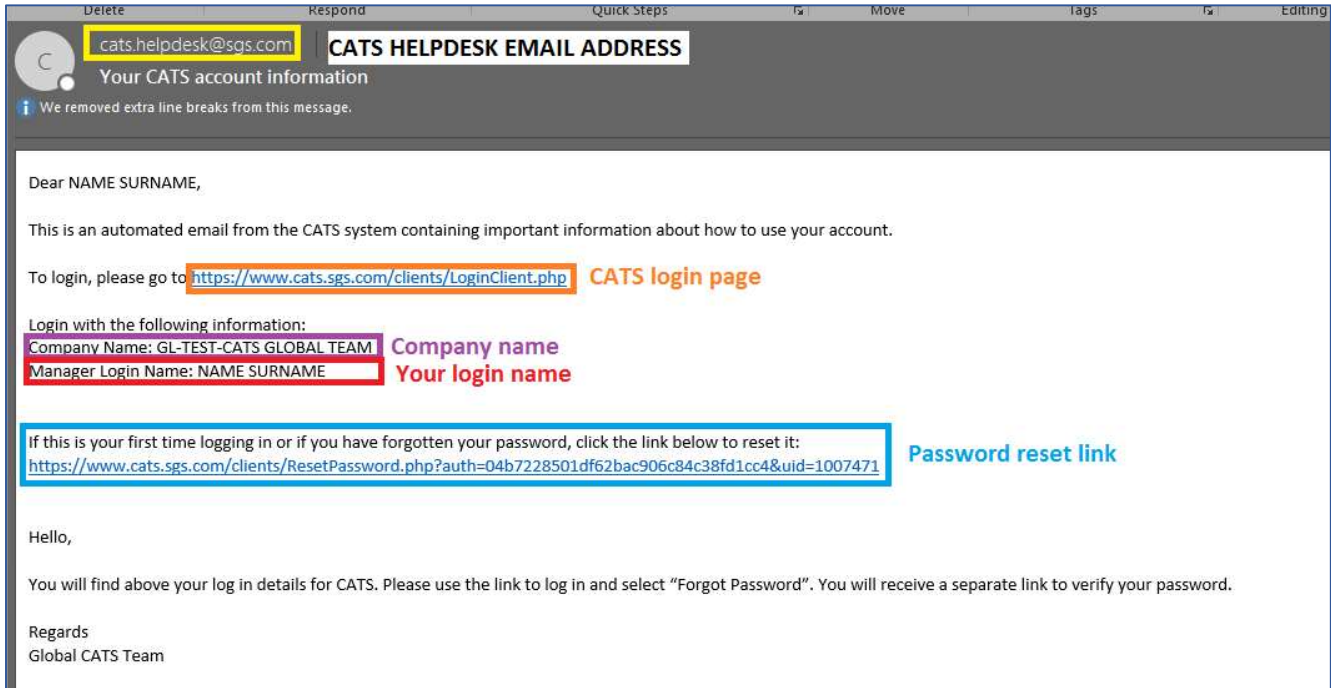 Delete Respond Quick Steps Move Tags Editing
C
cats.helpdesk@sgs.com CATS HELPDESK EMAIL ADDRESS
Your CATS account information
i We removed extra line breaks from this message.
Dear NAME SURNAME,
This is an automated email from the CATS system containing important information about how to use your account.
To login, please go to https://www.cats.sgs.com/clients/LoginClient.php CATS login page
Login with the following information:
Company Name: GL-TEST-CATS GLOBAL TEAM Company name
Manager Login Name: NAME SURNAME Your login name
If this is your first time logging in or if you have forgotten your password, click the link below to reset it:
https://www.cats.sgs.com/clients/ResetPassword.php?auth=04b7228501df62bac906c84c38fd1cc4&uid=1007471 Password reset link
Hello,
You will find above your log in details for CATS. Please use the link to log in and select “Forgot Password”. You will receive a separate link to verify your password.
Regards
Global CATS Team